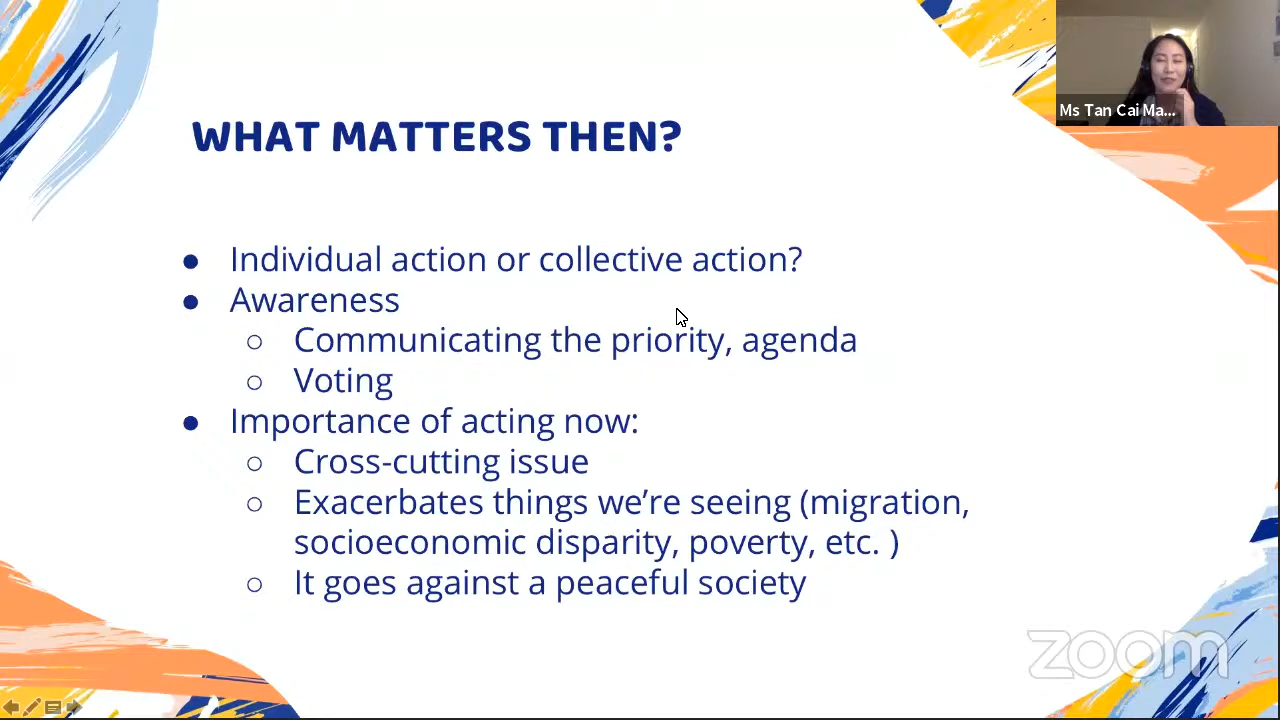 Ms Tan Cai Ma...
WHAT MATTERS THEN?
● Individual action or collective action?
● Awareness
○ Communicating the priority, agenda
○ Voting
● Importance of acting now:
○ Cross-cutting issue
○ Exacerbates things we’re seeing (migration,
socioeconomic disparity, poverty, etc. )
○ It goes against a peaceful society
zoom